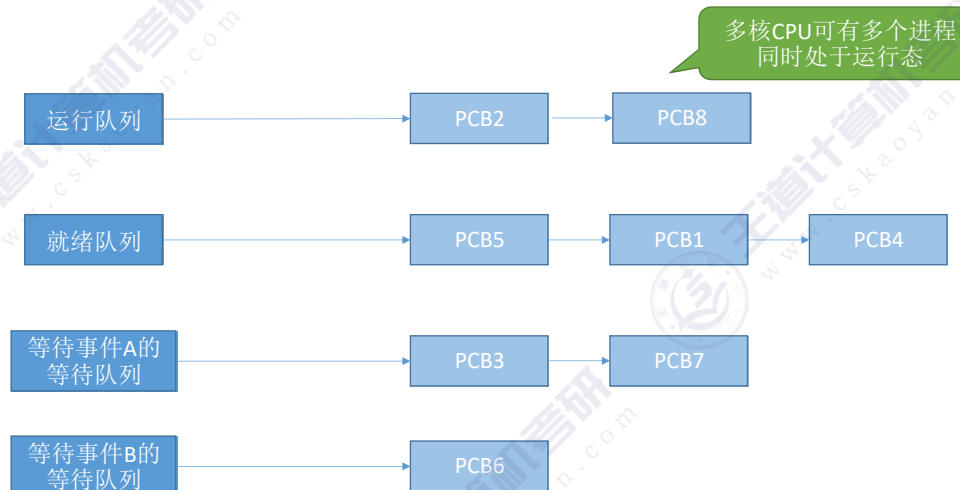 多核CPU可有多个进程
同时处于运行态
运行队列
PCB2
PCB8
就绪队列
PCB5
PCB1
PCB4
等待事件A的
等待队列
PCB3
PCB7
等待事件B的
等待队列
PCB6